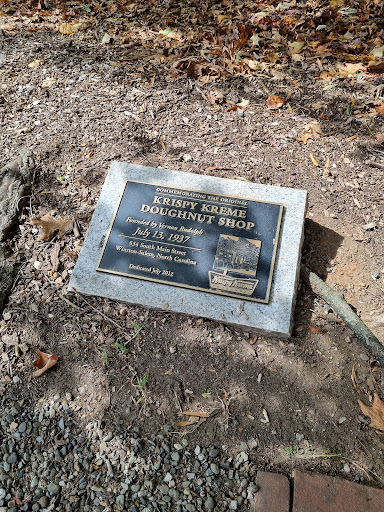 COMMEMORATING THE ORIGINAL
KRISPY KREME
DOUGHNUT SHOP
Founded by Vernon Rudolph
July 13, 1937
534 South Main Street
Winston-Salem, North Carolina
Dedicated July 2012